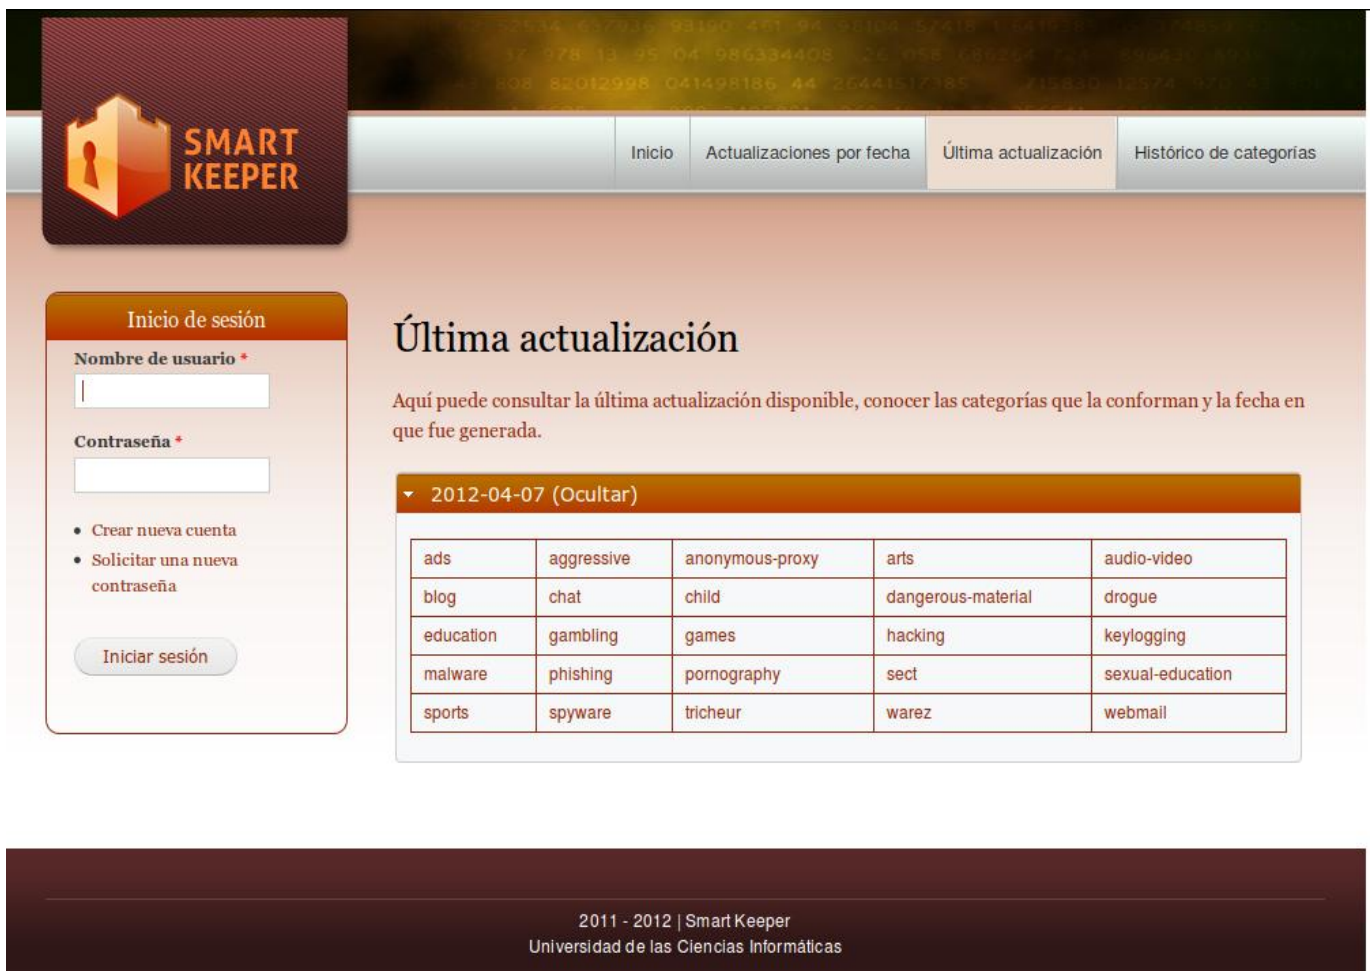 SMART
KEEPER
Inicio
Actualizaciones por fecha
Última actualización
Histórico de categorías
Inicio de sesión
Nombre de usuario *
Contraseña *
Crear nueva cuenta
Solicitar una nueva
contraseña
Iniciar sesión
Última actualización
Aquí puede consultar la última actualización disponible, conocer las categorías que la conforman y la fecha en
que fue generada.
2012-04-07 (Ocultar)
ads aggressive anonymous-proxy arts audio-video
blog chat child dangerous-material drogue
education gambling games hacking keylogging
malware phishing pornography sect sexual-education
sports spyware tricheur warez webmail
2011 - 2012 | Smart Keeper
Universidad de las Ciencias Informáticas